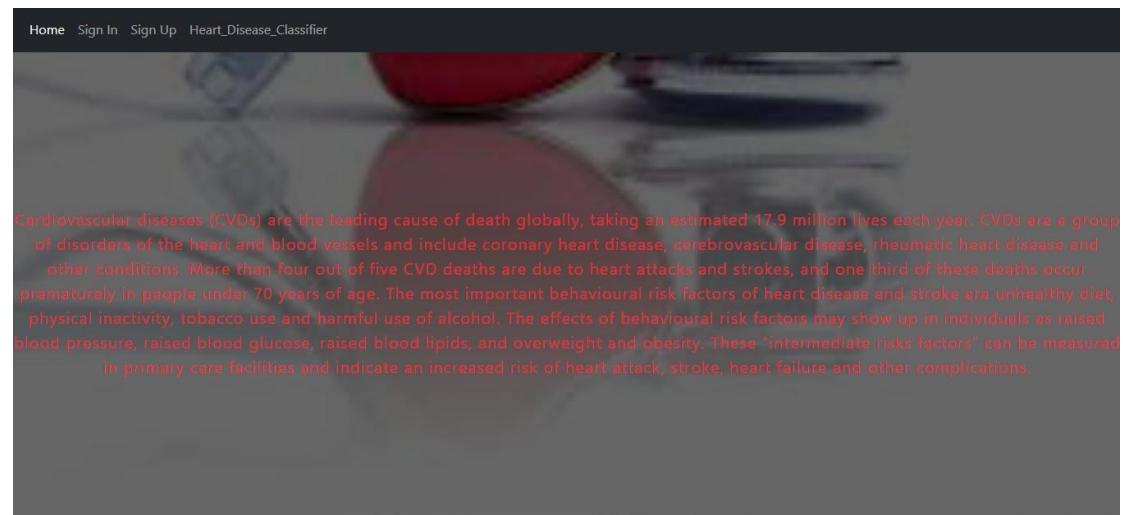 Home Sign In Sign Up Heart_Disease_Classifier
Cardiovascular diseases (CVDs) are the leading cause of death globally, taking an estimated 17.9 million lives each year. CVDs are a group
of disorders of the heart and blood vessels and include coronary heart disease, cerebrovascular disease, rheumatic heart disease and
other conditions. More than four out of five CVD deaths are due to heart attacks and strokes, and one third of these deaths occur
prematurely in people under 70 years of age. The most important behavioural risk factors of heart disease and stroke are unhealthy diet,
physical inactivity, tobacco use and harmful use of alcohol. The effects of behavioural risk factors may show up in individuals as raised
blood pressure, raised blood glucose, raised blood lipids, and overweight and obesity. These "intermediate risks factors" can be measured
in primary care facilities and indicate an increased risk of heart attack, stroke, heart failure and other complications.